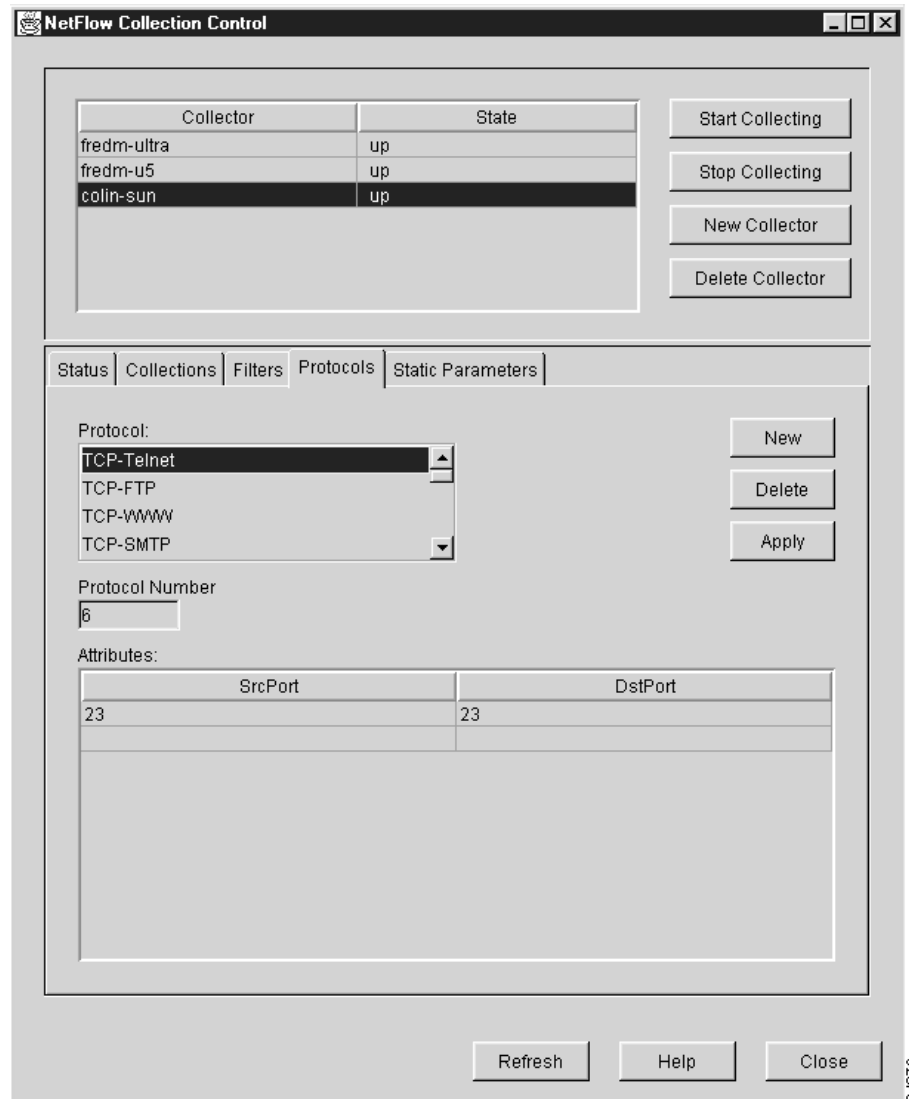 NetFlow Collection Control
Collector State
fredm-ultra up
fredm-u5 up
colin-sun up
Start Collecting
Stop Collecting
New Collector
Delete Collector
Status Collections Filters Protocols Static Parameters
Protocol:
TCP-Telnet
TCP-FTP
TCP-WWW
TCP-SMTP
New
Delete
Apply
Protocol Number
6
Attributes:
SrcPort DstPort
23 23
Refresh Help Close